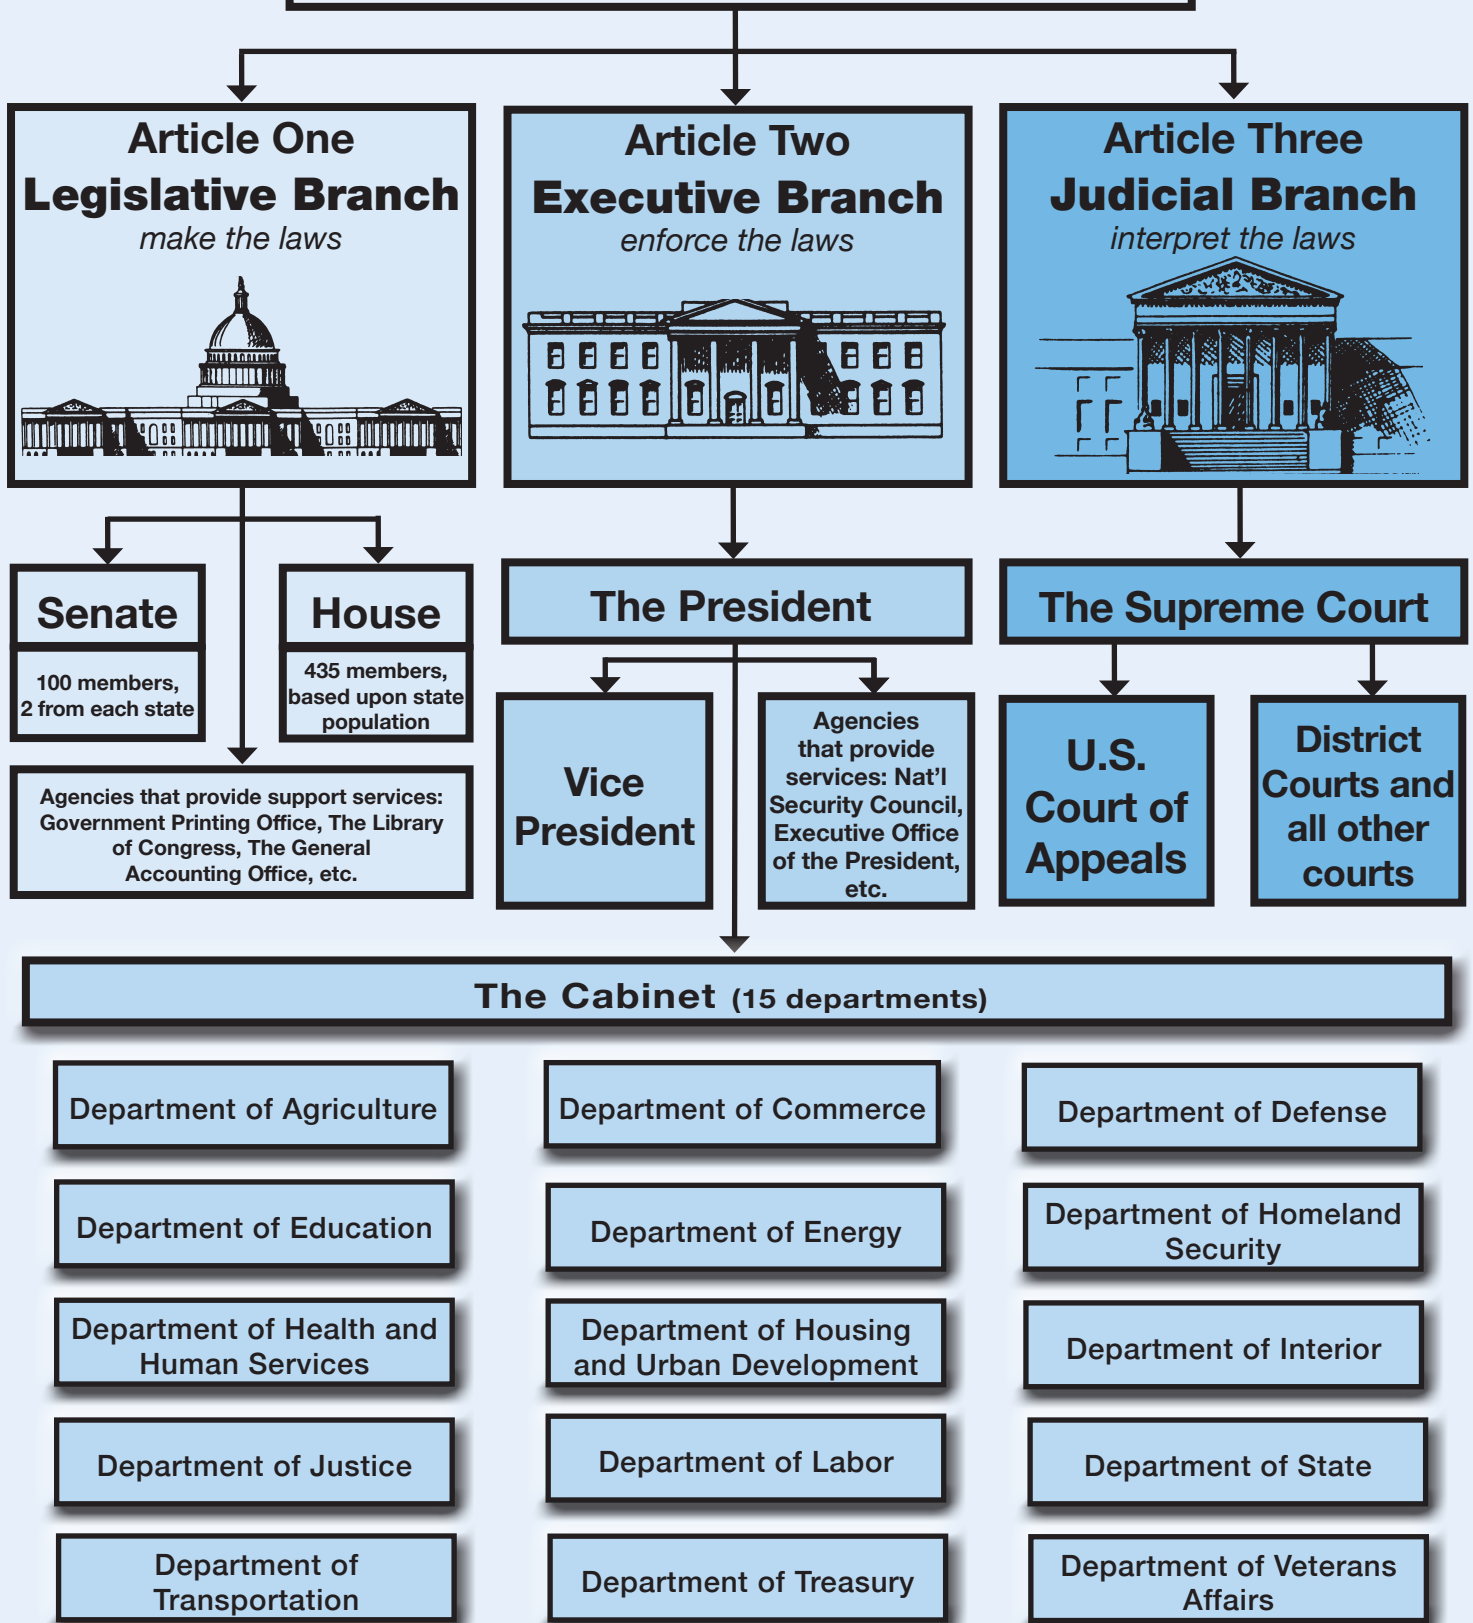 Article One
Legislative Branch
make the laws
Article Two
Executive Branch
enforce the laws
Article Three
Judicial Branch
interpret the laws
Senate
100 members,
2 from each state
House
435 members,
based upon state
population
Agencies that provide support services:
Government Printing Office, The Library
of Congress, The General
Accounting Office, etc.
The President
Vice
President
Agencies
that provide
services: Nat'l
Security Council,
Executive Office
of the President,
etc.
The Supreme Court
U.S.
Court of
Appeals
District
Courts and
all other
courts
The Cabinet (15 departments)
Department of Agriculture
Department of Commerce
Department of Defense
Department of Education
Department of Energy
Department of Homeland
Security
Department of Health and
Human Services
Department of Housing
and Urban Development
Department of Interior
Department of Justice
Department of Labor
Department of State
Department of
Transportation
Department of Treasury
Department of Veterans
Affairs